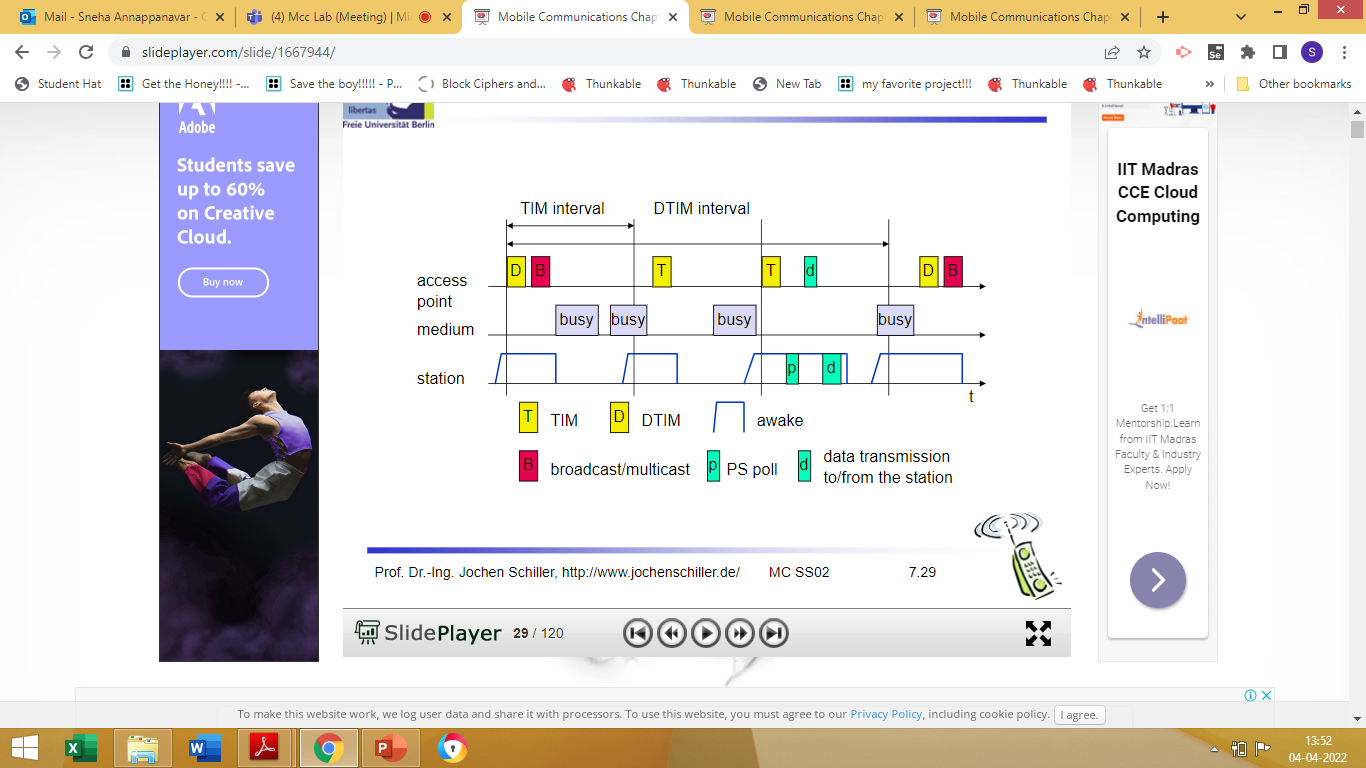 Mail - Sneha Annappanavar - O
(4) Mcc Lab (Meeting) | Mi
Mobile Communications Chap
Mobile Communications Chap
Mobile Communications Chap
slideplayer.com/slide/1667944/
Se
S
Student Hat
Get the Honey!!!! -...
Save the boy!!!!! - P...
Block Ciphers and...
Thunkable
Thunkable
New Tab
my favorite project!!!
Thunkable
Thunkable
»
Other bookmarks
Adobe
Students save
up to 60%
on Creative
Cloud.
Buy now
libertas
Freie Universität Berlin
TIM interval
DTIM interval
access
point
D B T T d D B
medium
busy busy busy busy
station
p d
t
T TIM D DTIM awake
B broadcast/multicast p PS poll d data transmission
to/from the station
Prof. Dr.-Ing. Jochen Schiller, http://www.jochenschiller.de/ MC SS02 7.29
SlidePlayer 29 / 120
IIT Madras
CCE Cloud
Computing
intelliPaat
Get 1:1
Mentorship.Learn
from IIT Madras
Faculty & Industry
Experts. Apply
Now!
To make this website work, we log user data and share it with processors. To use this website, you must agree to our Privacy Policy, including cookie policy. I agree.
13:52
04-04-2022